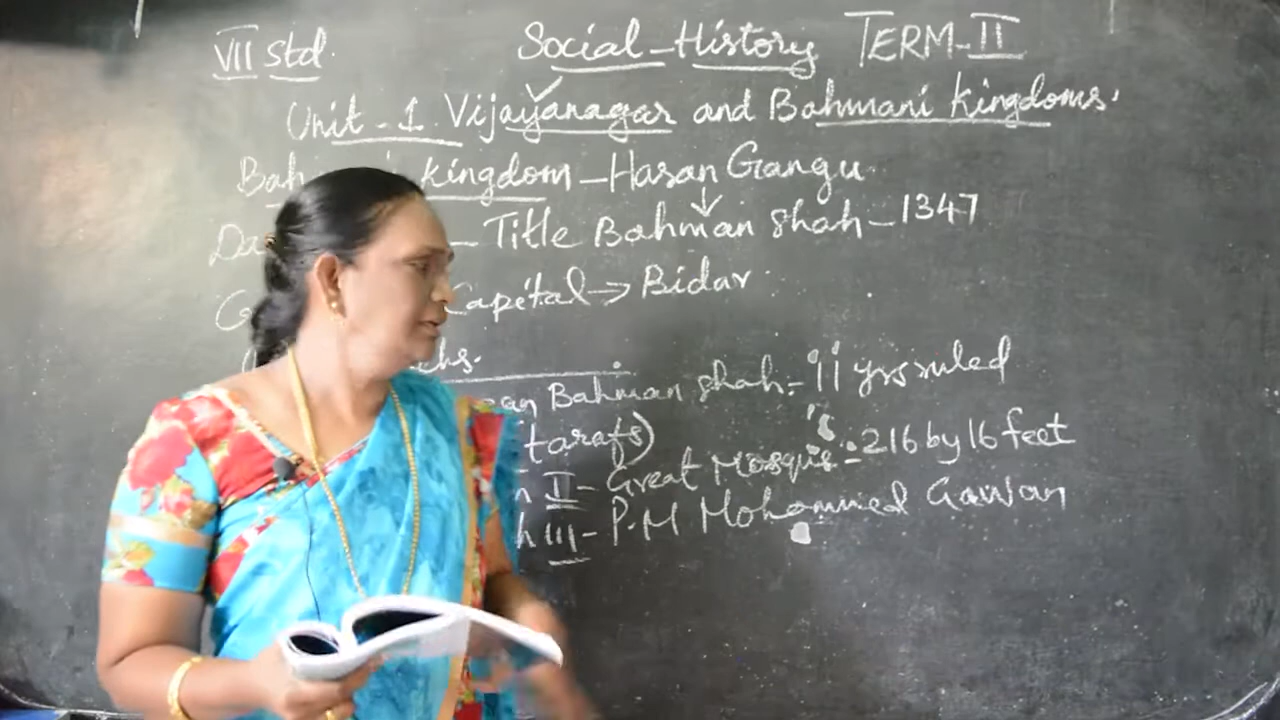 VII std. Social-History TERM-II
Unit-1 Vijayanagar and Bahmani kingdoms.
Bah kingdom - Hasan Gangu
Title Bahman shah - 1347
Capital → Bidar
Bahman shah - 11 yrs ruled
tarafs)
II - Great Mosque : 216 by 16 feet
III - P.M Mohammed Gawan